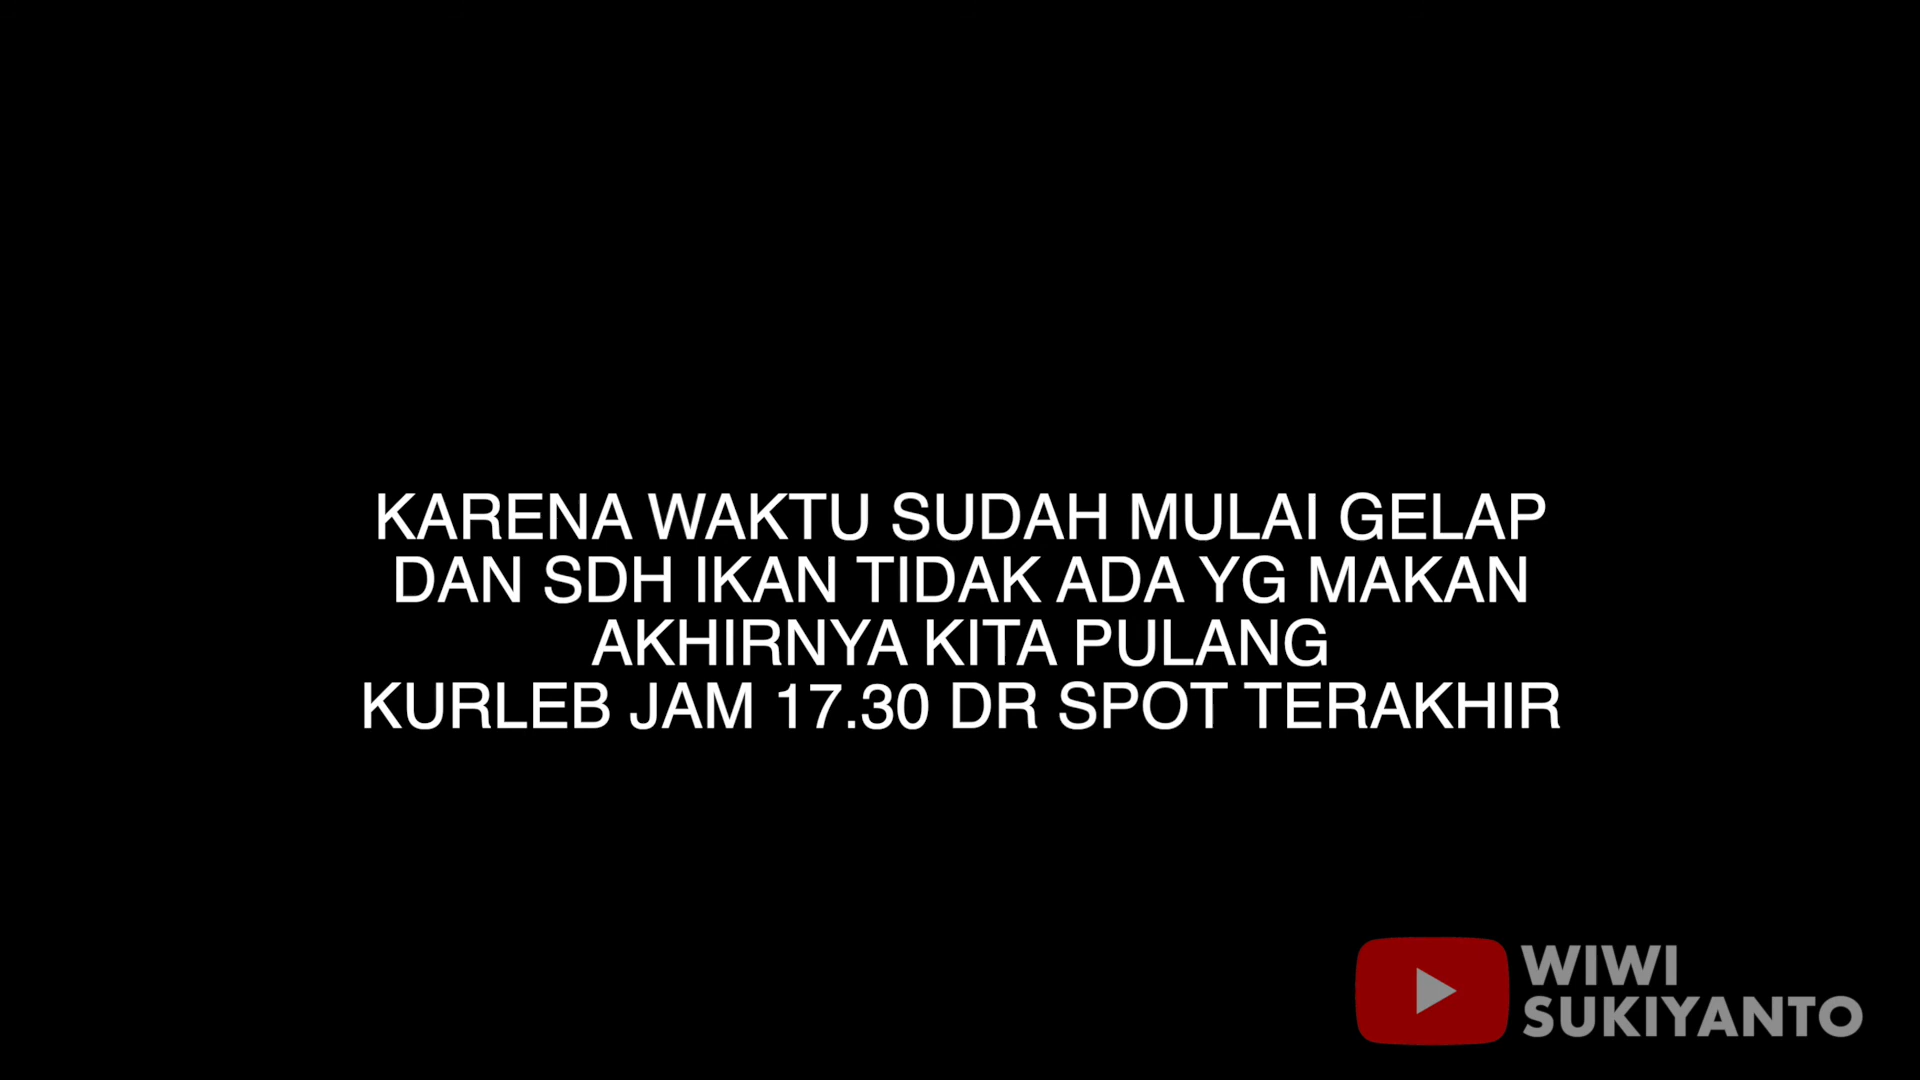 KARENA WAKTU SUDAH MULAI GELAP
DAN SDH IKAN TIDAK ADA YG MAKAN
AKHIRNYA KITA PULANG
KURLEB JAM 17.30 DR SPOT TERAKHIR
WIWI
SUKIYANTO